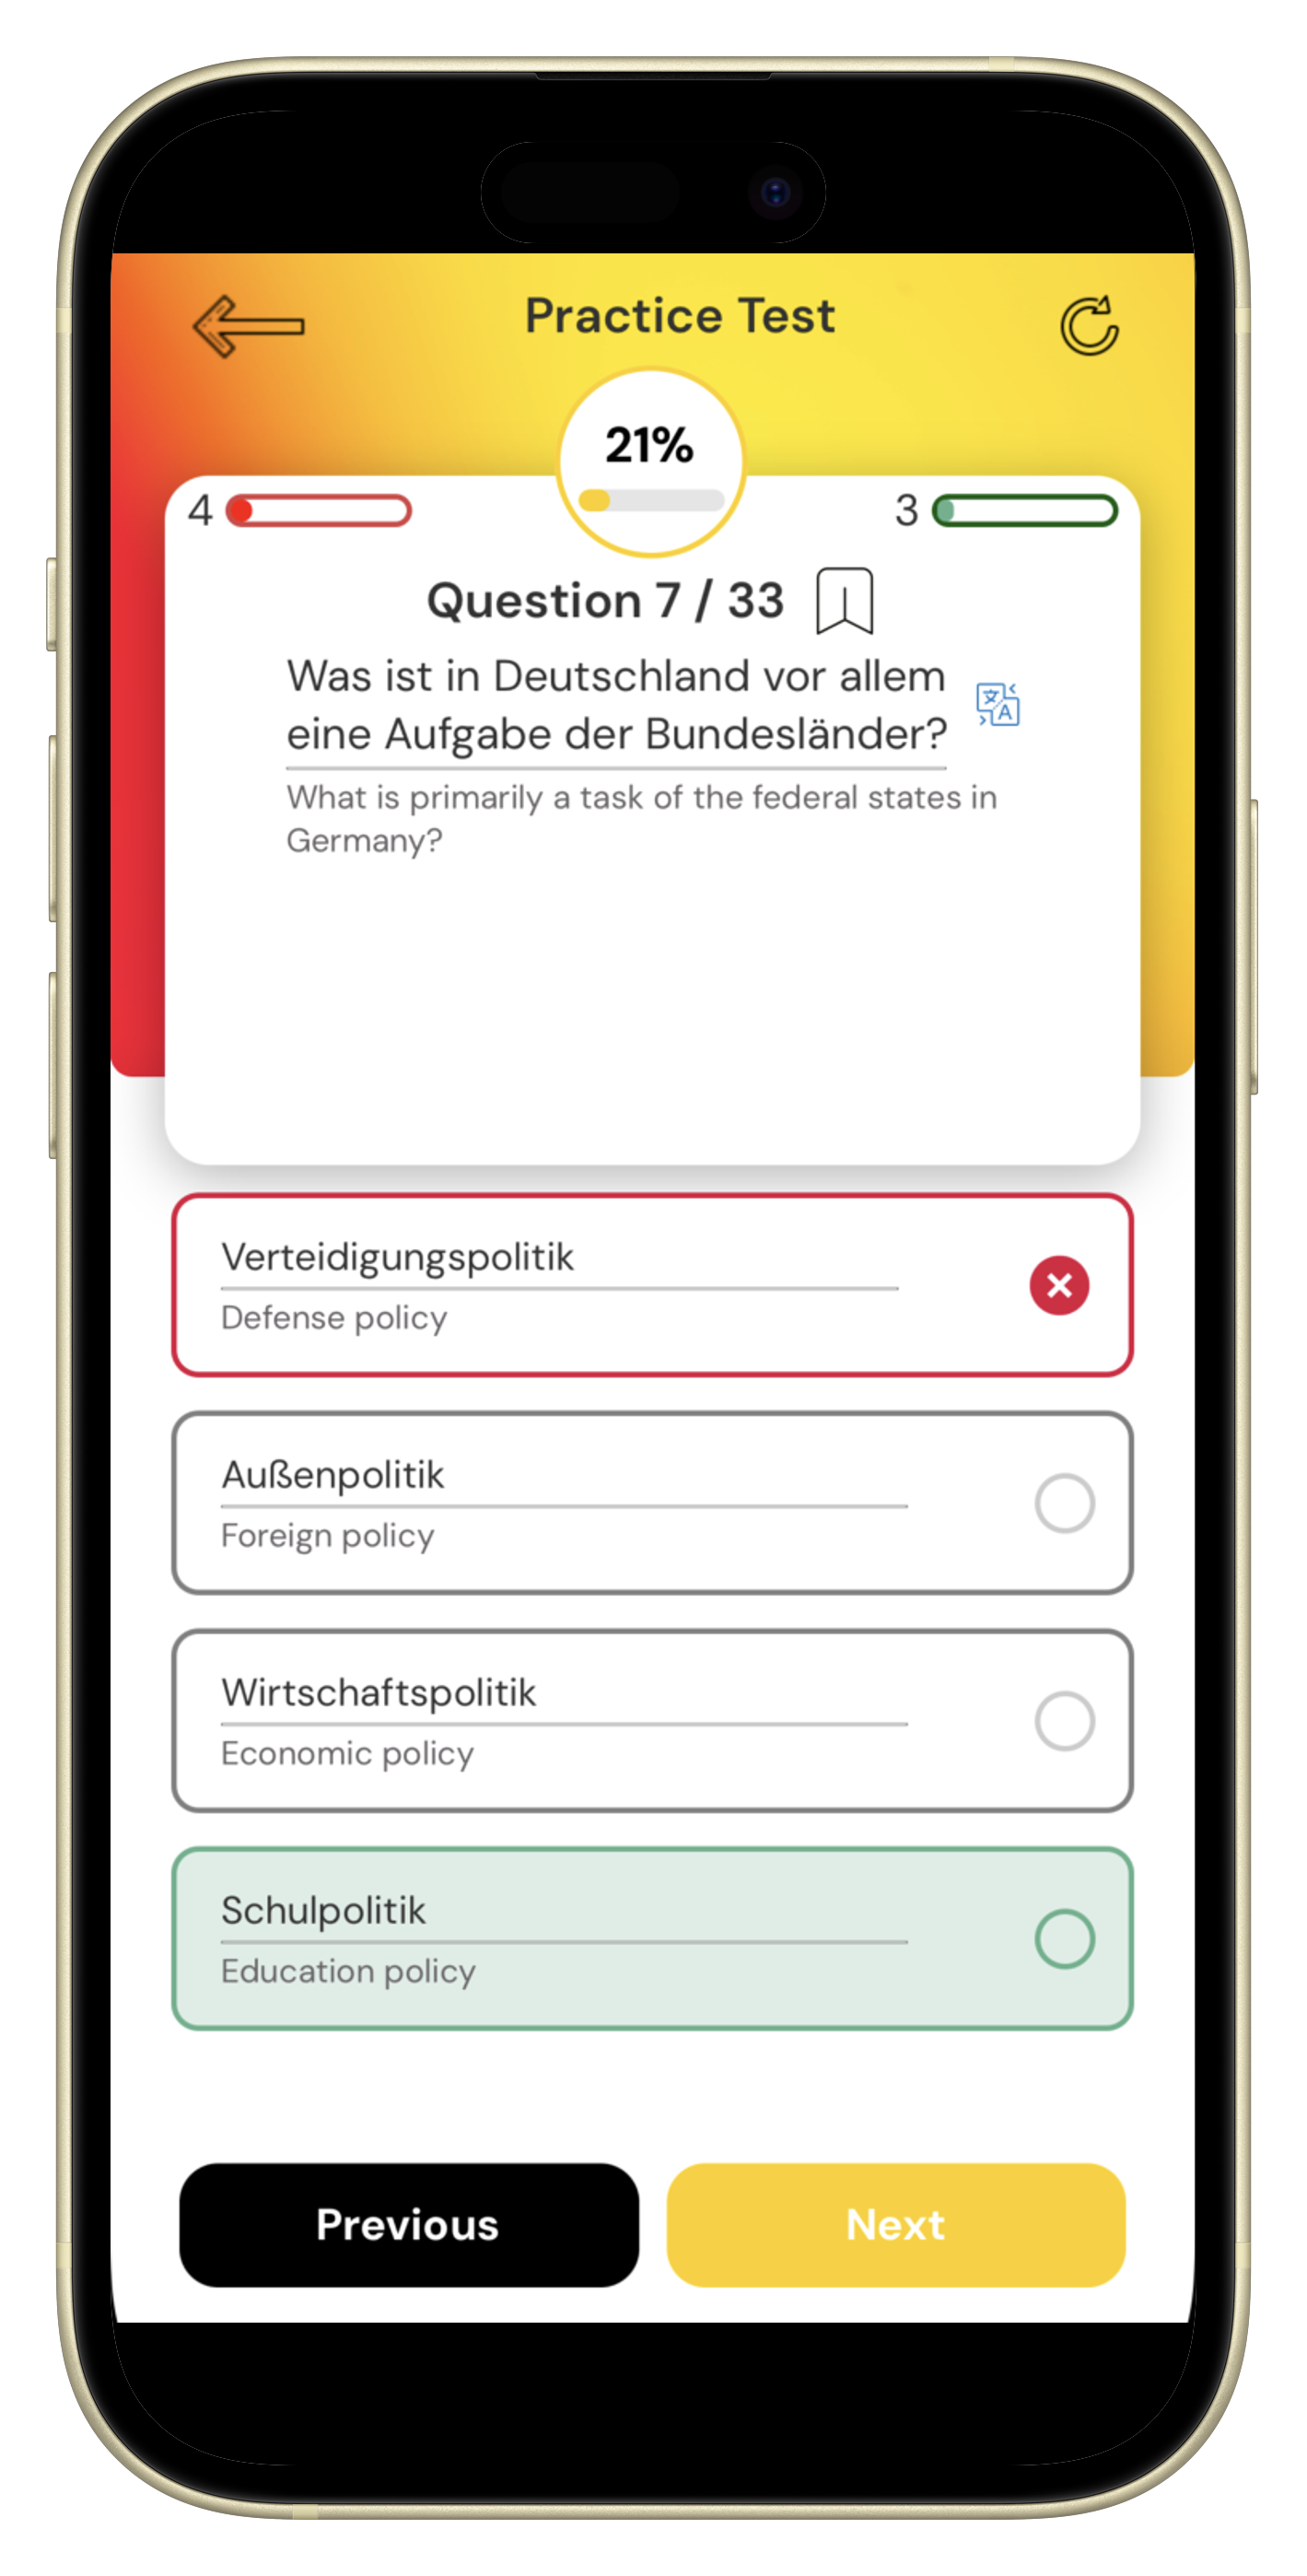 Practice Test
21%
4
3
Question 7 / 33
Was ist in Deutschland vor allem
eine Aufgabe der Bundesländer?
What is primarily a task of the federal states in
Germany?
Verteidigungspolitik
Defense policy
Außenpolitik
Foreign policy
Wirtschaftspolitik
Economic policy
Schulpolitik
Education policy
Previous
Next